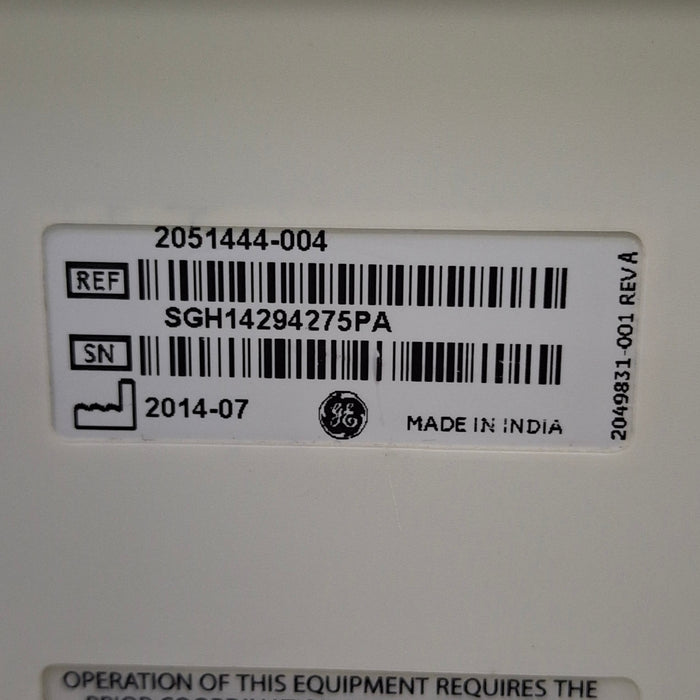 2051444-004
REF
SGH14294275PA
SN
2014-07
GE
MADE IN INDIA
2049831-001 REV A
OPERATION OF THIS EQUIPMENT REQUIRES THE